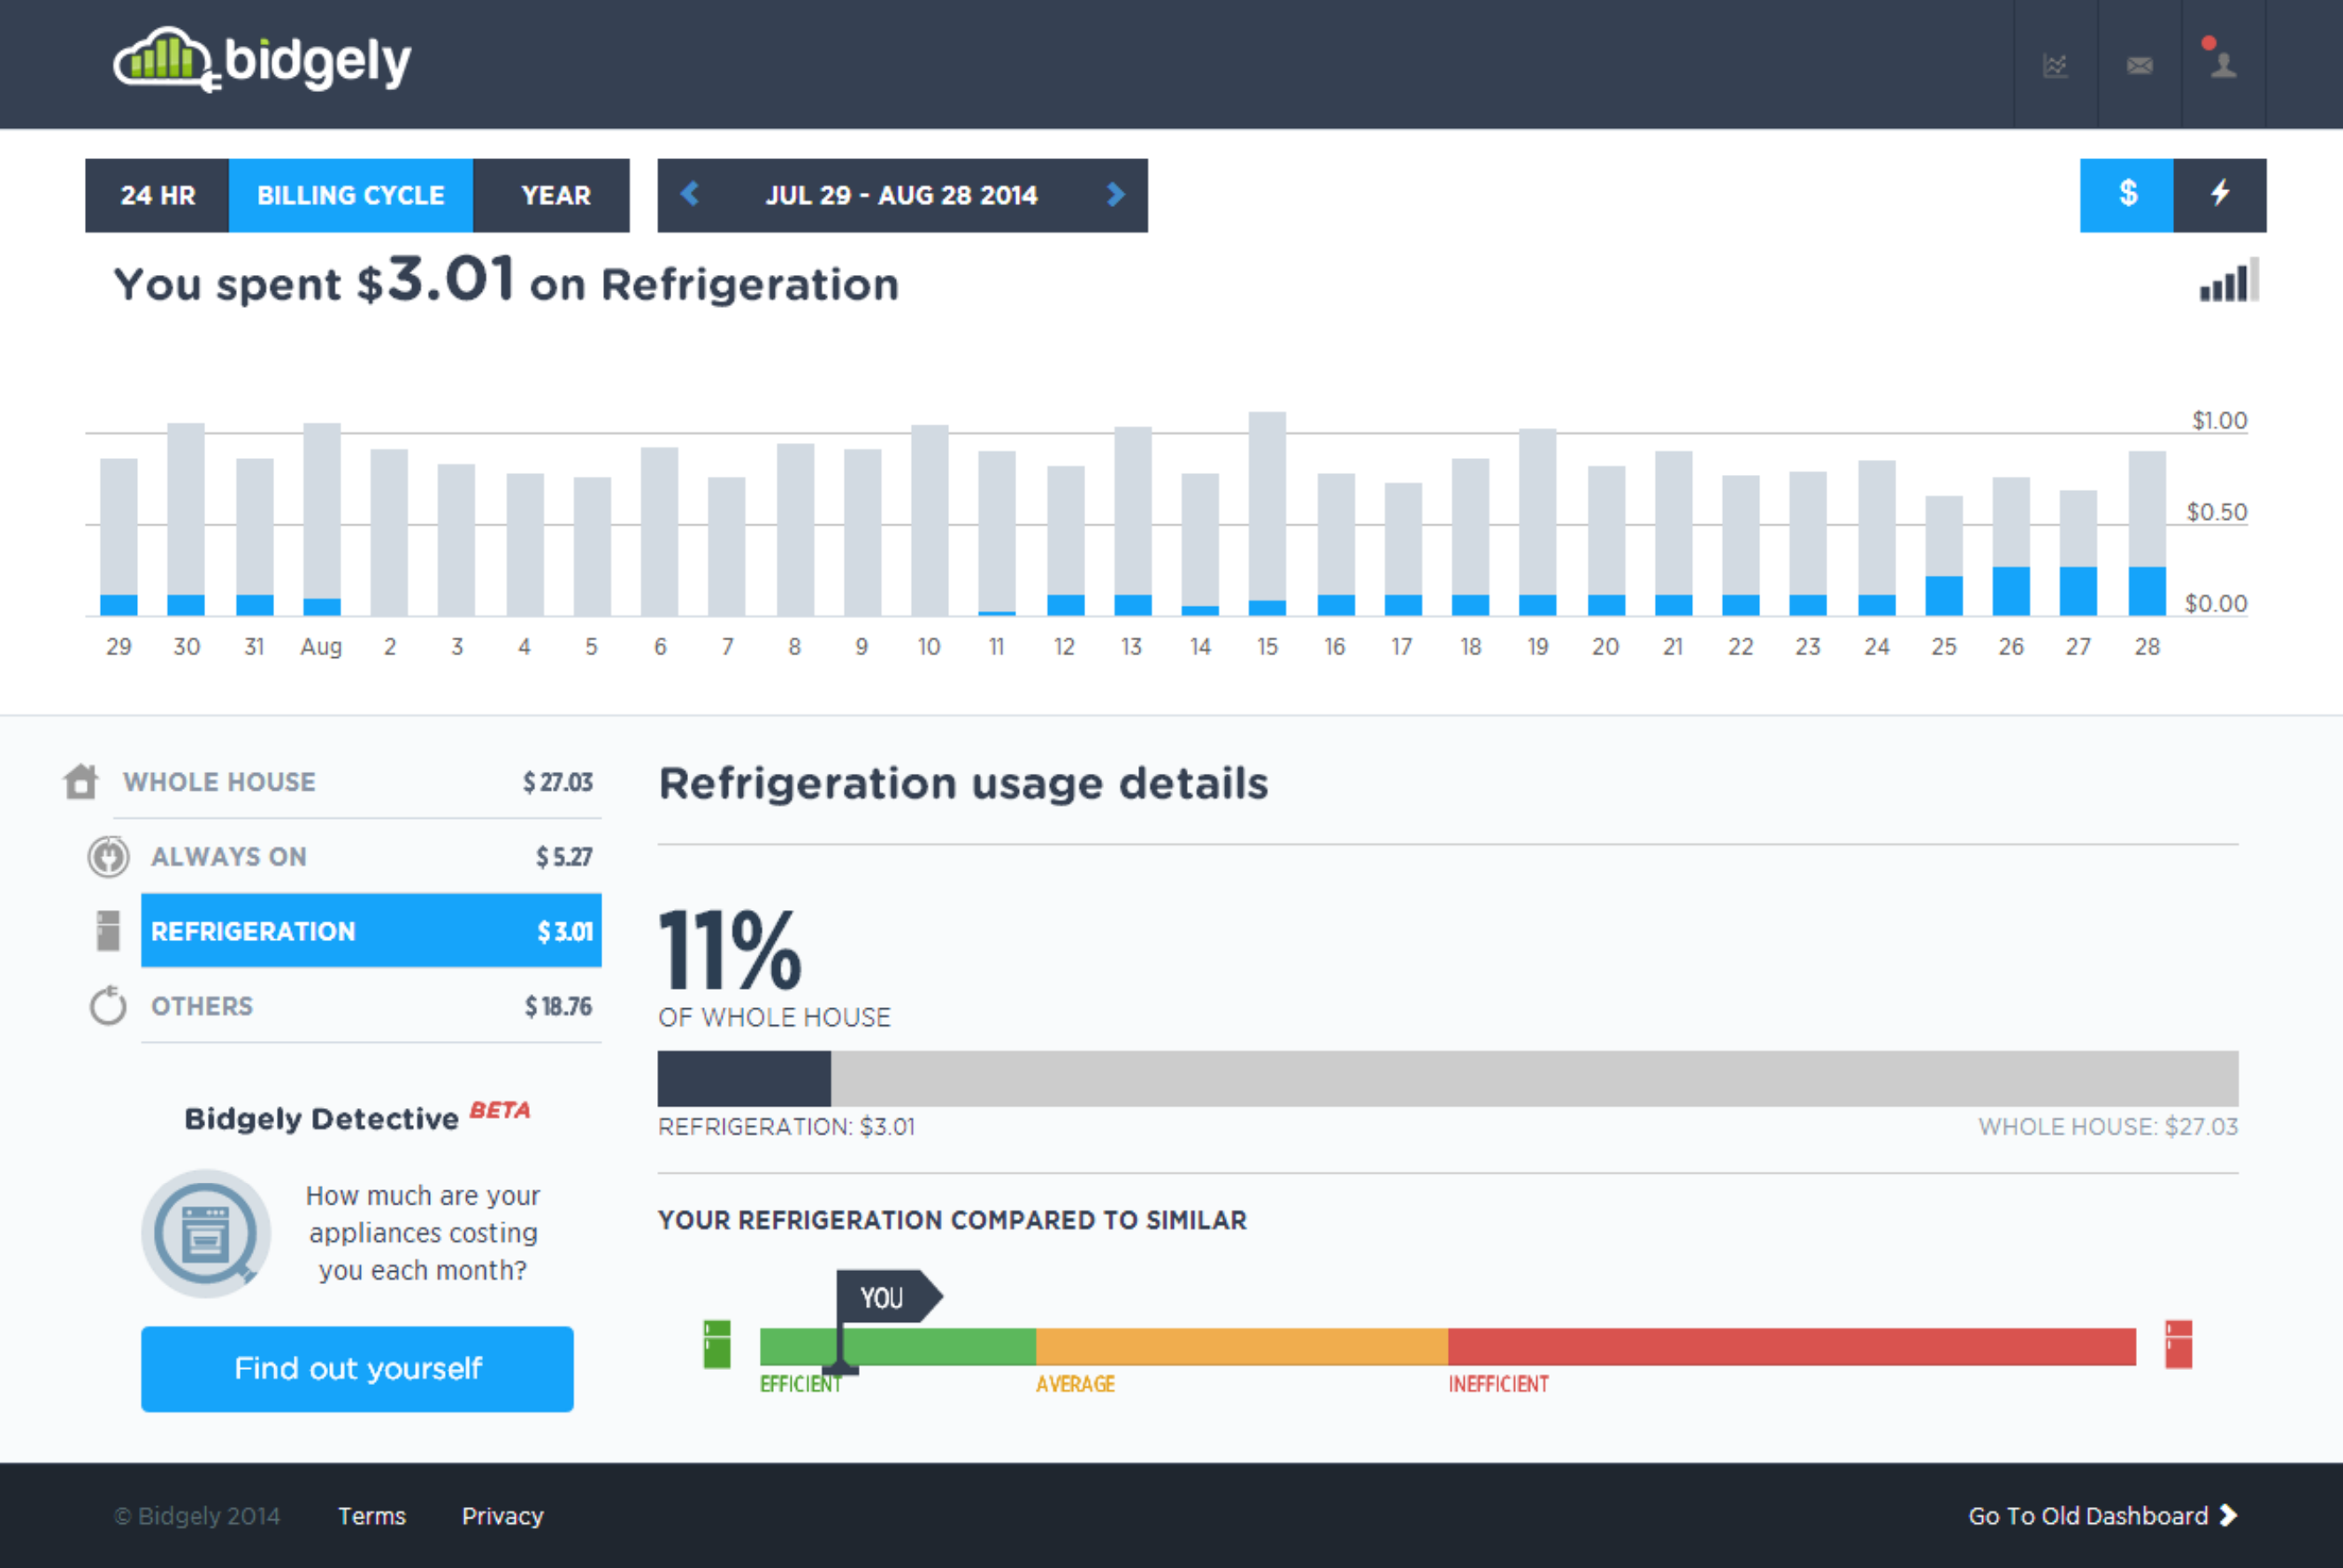 bidgely
24 HR BILLING CYCLE YEAR JUL 29 - AUG 28 2014 $
You spent $3.01 on Refrigeration
$1.00
$0.50
$0.00
29 30 31 Aug 2 3 4 5 6 7 8 9 10 11 12 13 14 15 16 17 18 19 20 21 22 23 24 25 26 27 28
WHOLE HOUSE $ 27.03
ALWAYS ON $ 5.27
REFRIGERATION $ 3.01
OTHERS $ 18.76
Bidgely Detective BETA
How much are your
appliances costing
you each month?
Find out yourself
Refrigeration usage details
11%
OF WHOLE HOUSE
REFRIGERATION: $3.01 WHOLE HOUSE: $27.03
YOUR REFRIGERATION COMPARED TO SIMILAR
YOU
EFFICIENT AVERAGE INEFFICIENT
© Bidgely 2014 Terms Privacy Go To Old Dashboard